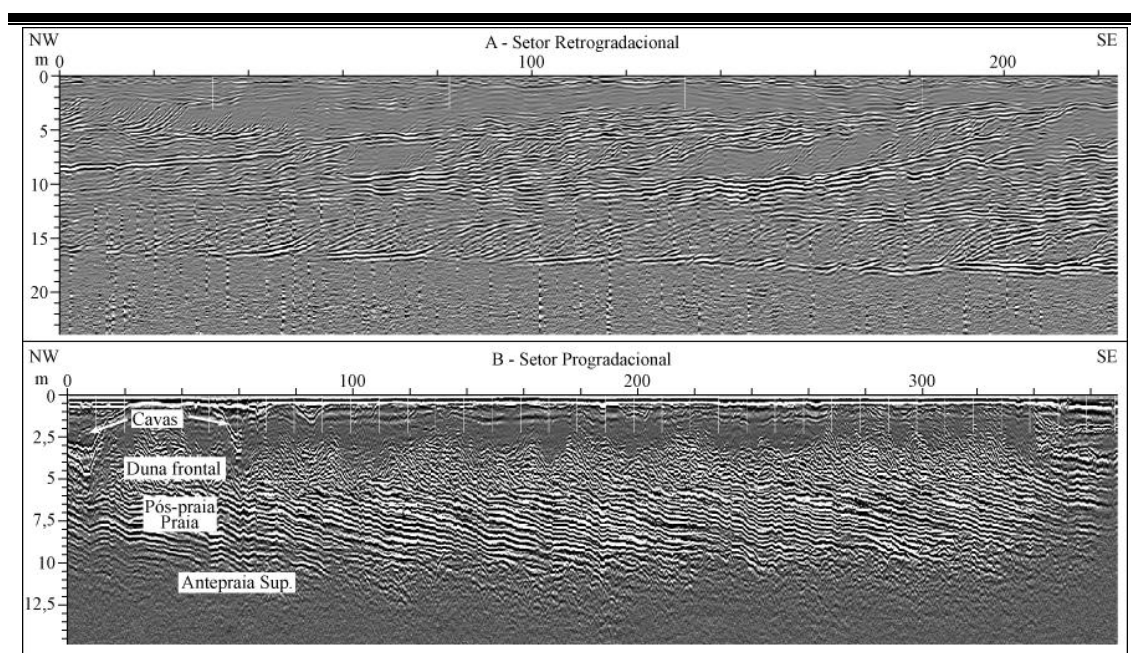 NW A - Setor Retrogradacional SE
m 0 100 200
0
5
10
15
20
NW B - Setor Progradacional SE
m 0 100 200 300
0
Cavas
2,5
Duna frontal
5
Pós-praia
Praia
7,5
10
Antepraia Sup.
12,5